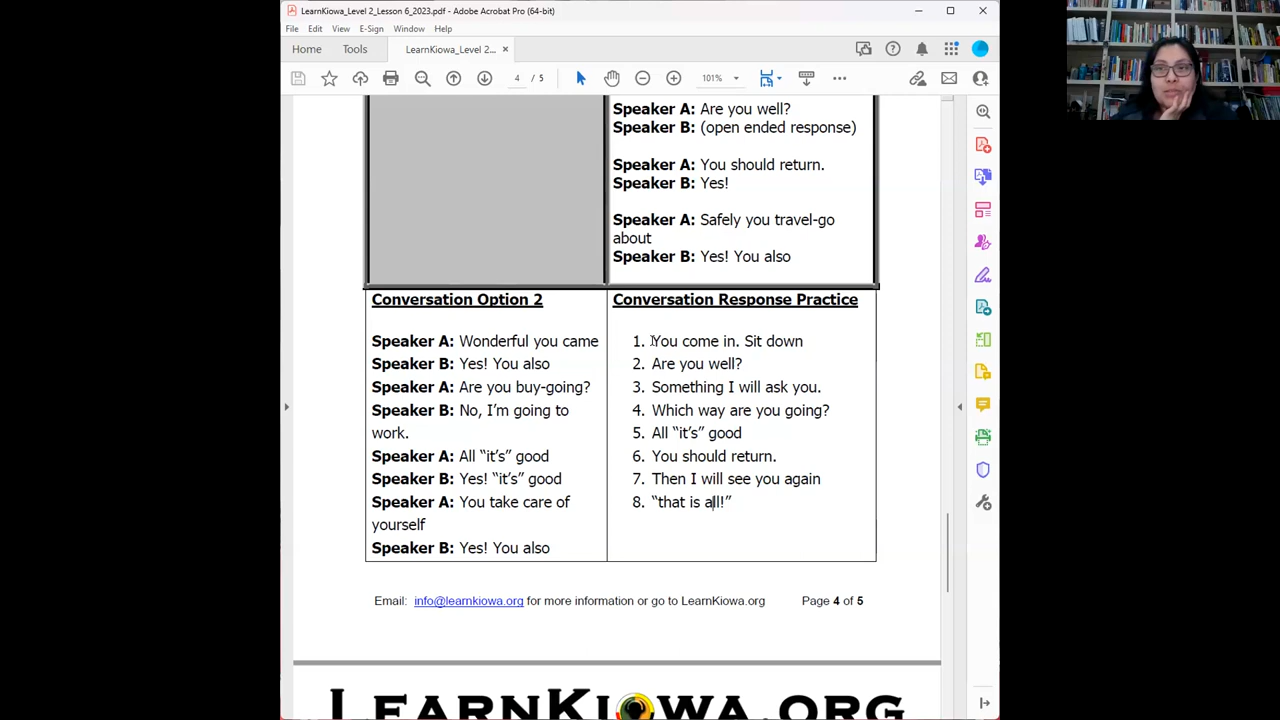 LearnKiowa_Level 2_Lesson 6_2023.pdf - Adobe Acrobat Pro (64-bit)
File Edit View E-Sign Window Help
Home Tools LearnKiowa_Level 2... ×
4 / 5 101%
Speaker A: Are you well?
Speaker B: (open ended response)
Speaker A: You should return.
Speaker B: Yes!
Speaker A: Safely you travel-go
about
Speaker B: Yes! You also
Conversation Option 2
Speaker A: Wonderful you came
Speaker B: Yes! You also
Speaker A: Are you buy-going?
Speaker B: No, I'm going to
work.
Speaker A: All “it's” good
Speaker B: Yes! “it's” good
Speaker A: You take care of
yourself
Speaker B: Yes! You also
Conversation Response Practice
1. You come in. Sit down
2. Are you well?
3. Something I will ask you.
4. Which way are you going?
5. All “it's” good
6. You should return.
7. Then I will see you again
8. “that is all!”
Email: info@learnkiowa.org for more information or go to LearnKiowa.org Page 4 of 5
LEARNKIOWA.ORG